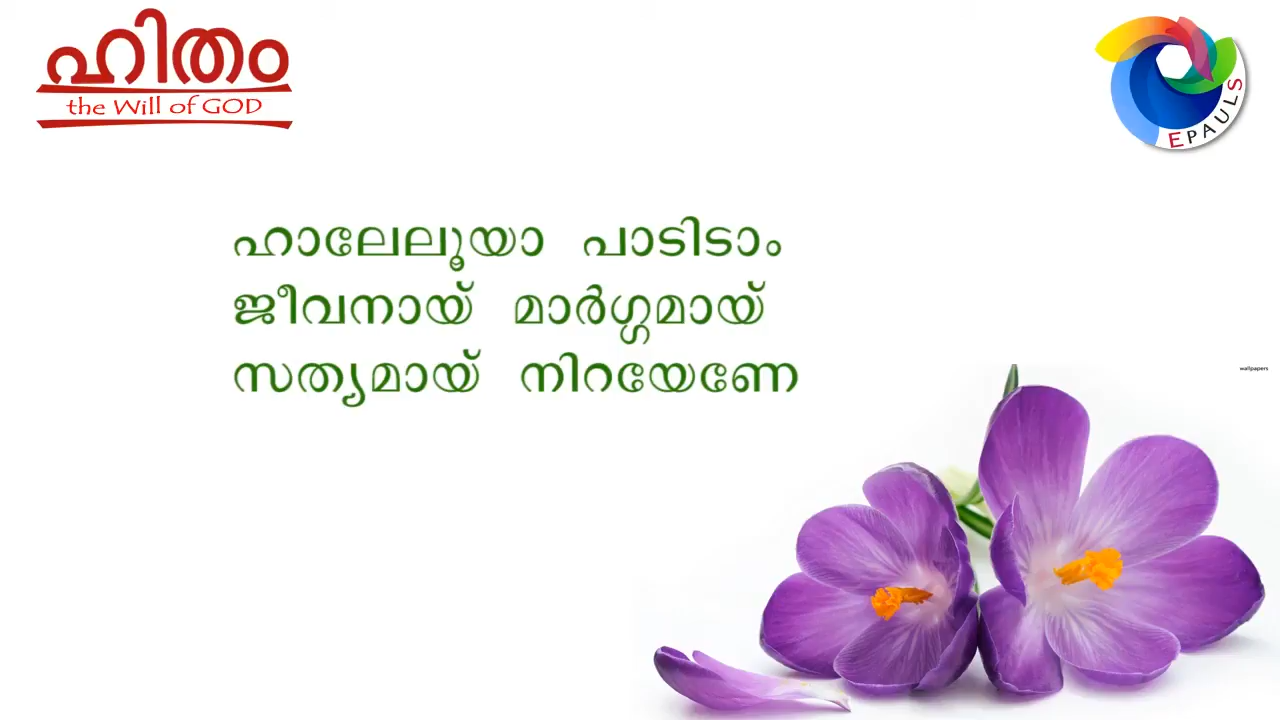 ഹിതം
the Will of GOD
EPAULS
ഹാലേലൂയാ പാടിടാം
ജീവനായ് മാർഗ്ഗമായ്
സത്യമായ് നിറയേണേ
wallpapers